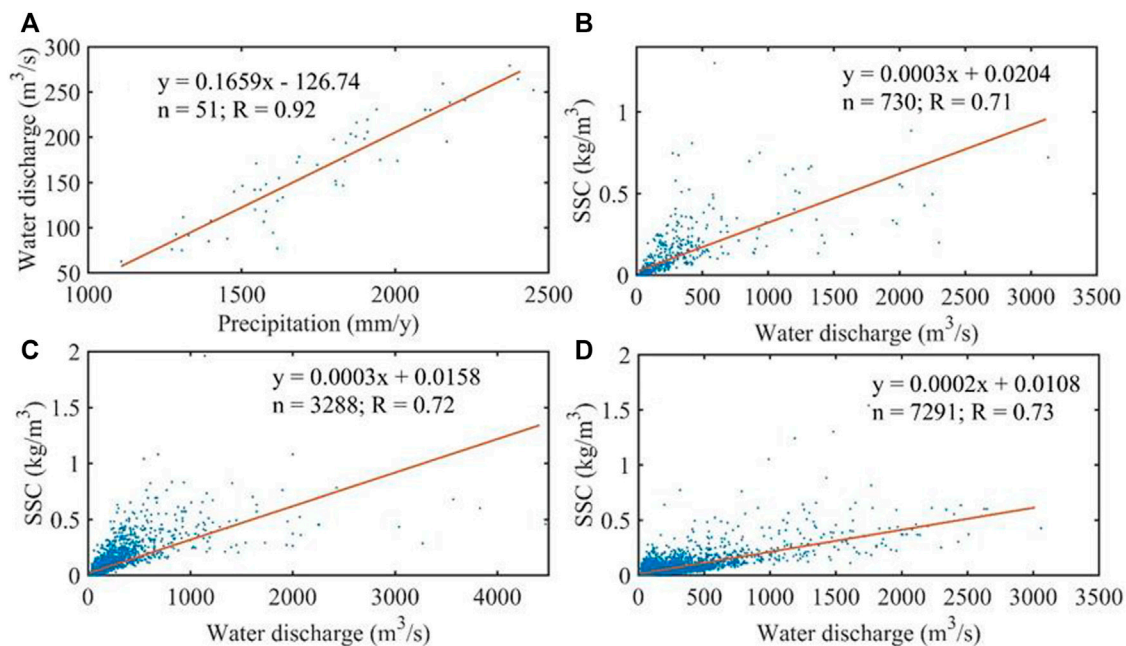 A
Water discharge (m³/s)
300
250
200
150
100
50
y = 0.1659x - 126.74
n = 51; R = 0.92
1000
1500
2000
2500
Precipitation (mm/y)
B
SSC (kg/m³)
1
0.5
0
y = 0.0003x + 0.0204
n = 730; R = 0.71
0
500
1000
1500
2000
2500
3000
3500
Water discharge (m³/s)
C
SSC (kg/m³)
2
1.5
1
0.5
0
y = 0.0003x + 0.0158
n = 3288; R = 0.72
0
1000
2000
3000
4000
Water discharge (m³/s)
D
SSC (kg/m³)
2
1.5
1
0.5
0
y = 0.0002x + 0.0108
n = 7291; R = 0.73
0
500
1000
1500
2000
2500
3000
3500
Water discharge (m³/s)